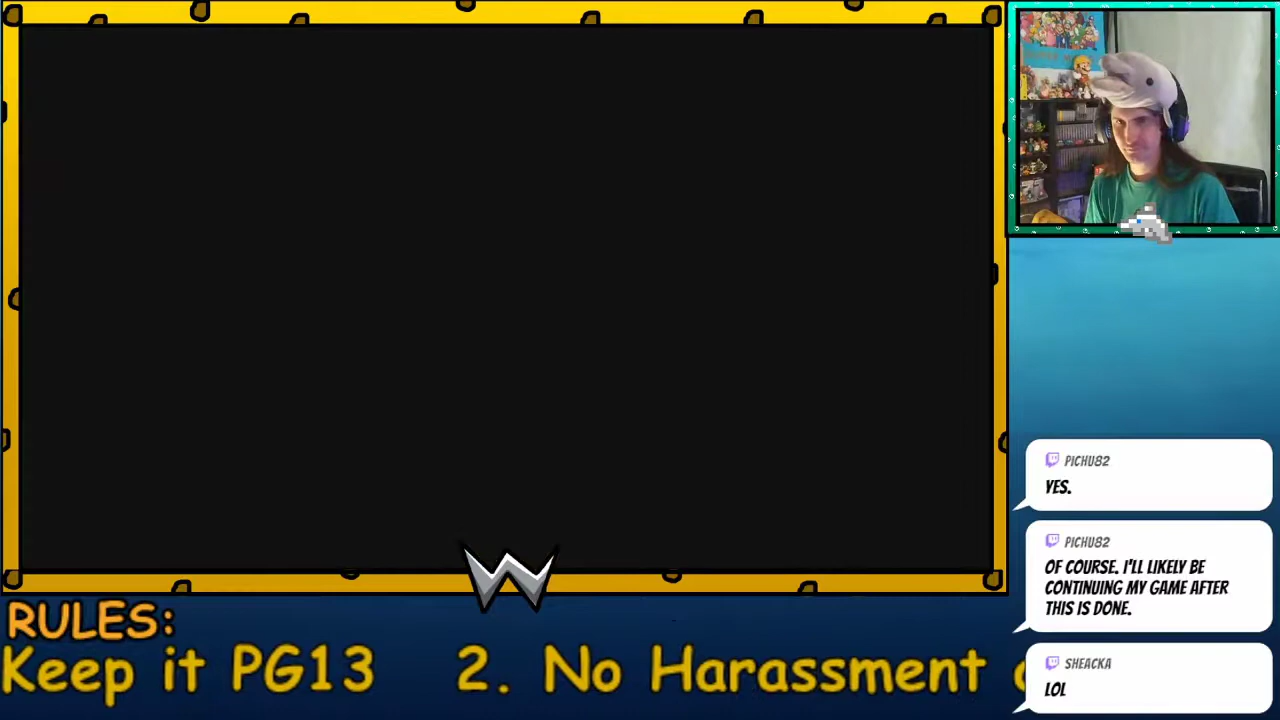 PICHU82
YES.
PICHU82
OF COURSE. I'LL LIKELY BE
CONTINUING MY GAME AFTER
THIS IS DONE.
SHEACKA
LOL
RULES:
Keep it PG13 2. No Harassment